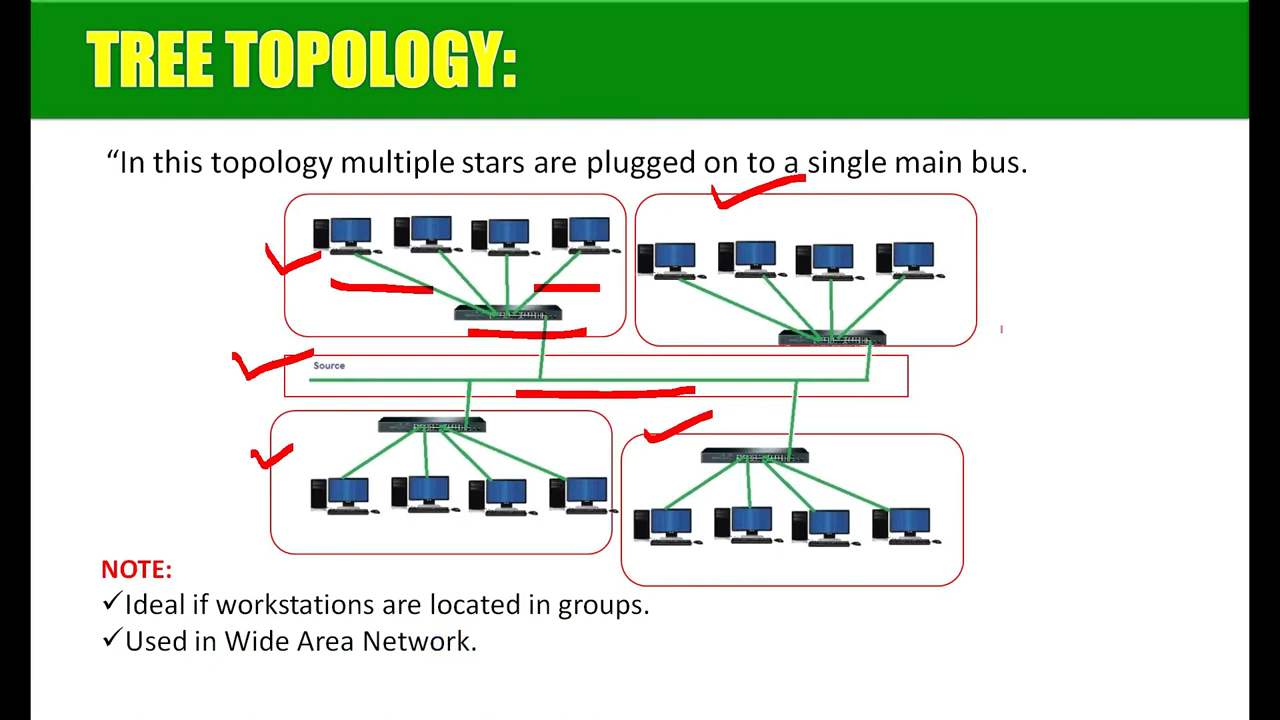 TREE TOPOLOGY:
“In this topology multiple stars are plugged on to a single main bus.
Source
NOTE:
✓Ideal if workstations are located in groups.
✓Used in Wide Area Network.